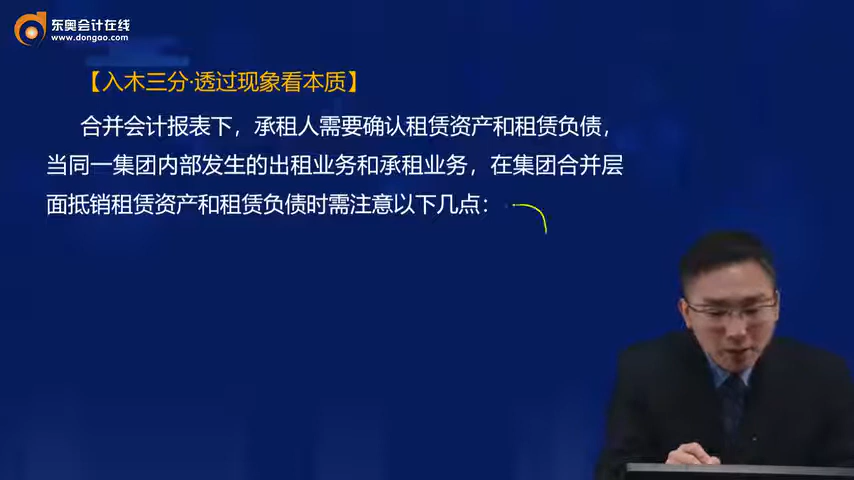 东奥会计在线
www.dongao.com
【入木三分·透过现象看本质】
合并会计报表下，承租人需要确认租赁资产和租赁负债，
当同一集团内部发生的出租业务和承租业务，在集团合并层
面抵销租赁资产和租赁负债时需注意以下几点：